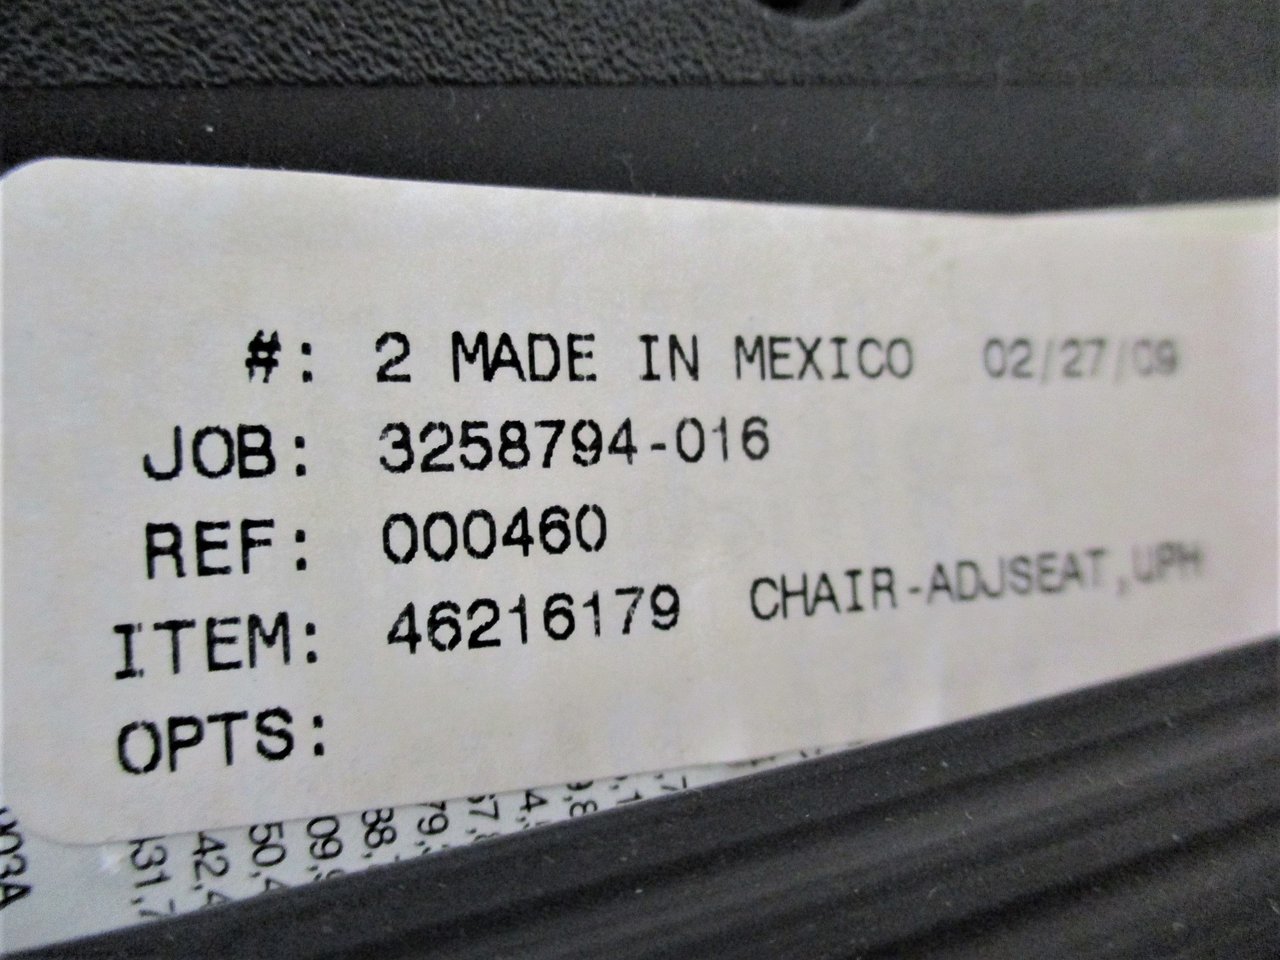 #: 2 MADE IN MEXICO 02/27/09
JOB: 3258794-016
REF: 000460
ITEM: 46216179 CHAIR-ADJSEAT,UPH
OPTS: